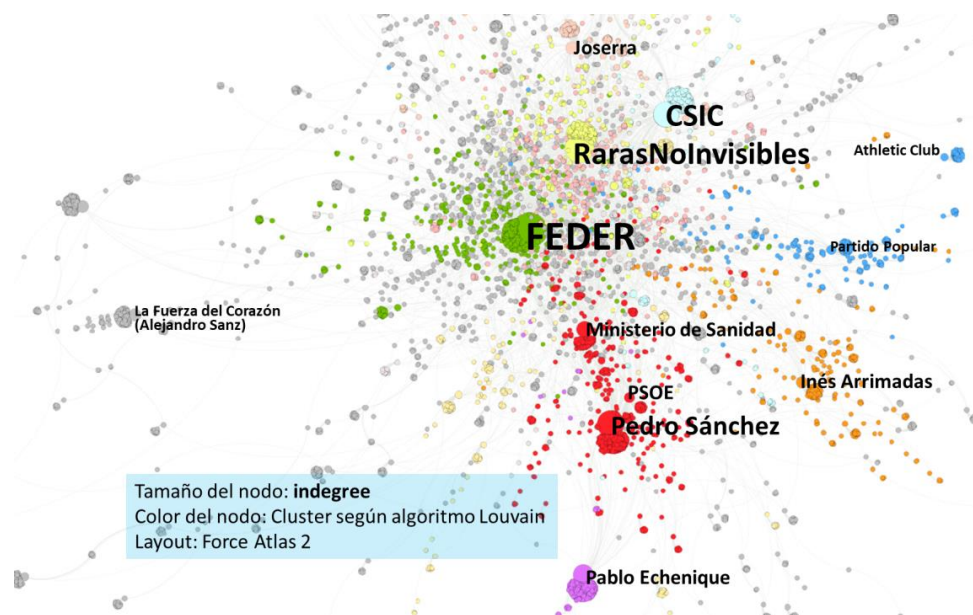 Joserra
CSIC
RarasNoInvisibles
Athletic Club
FEDER
Partido Popular
La Fuerza del Corazón
(Alejandro Sanz)
Ministerio de Sanidad
Inés Arrimadas
PSOE
Pedro Sánchez
Tamaño del nodo: indegree
Color del nodo: Cluster según algoritmo Louvain
Layout: Force Atlas 2
Pablo Echenique